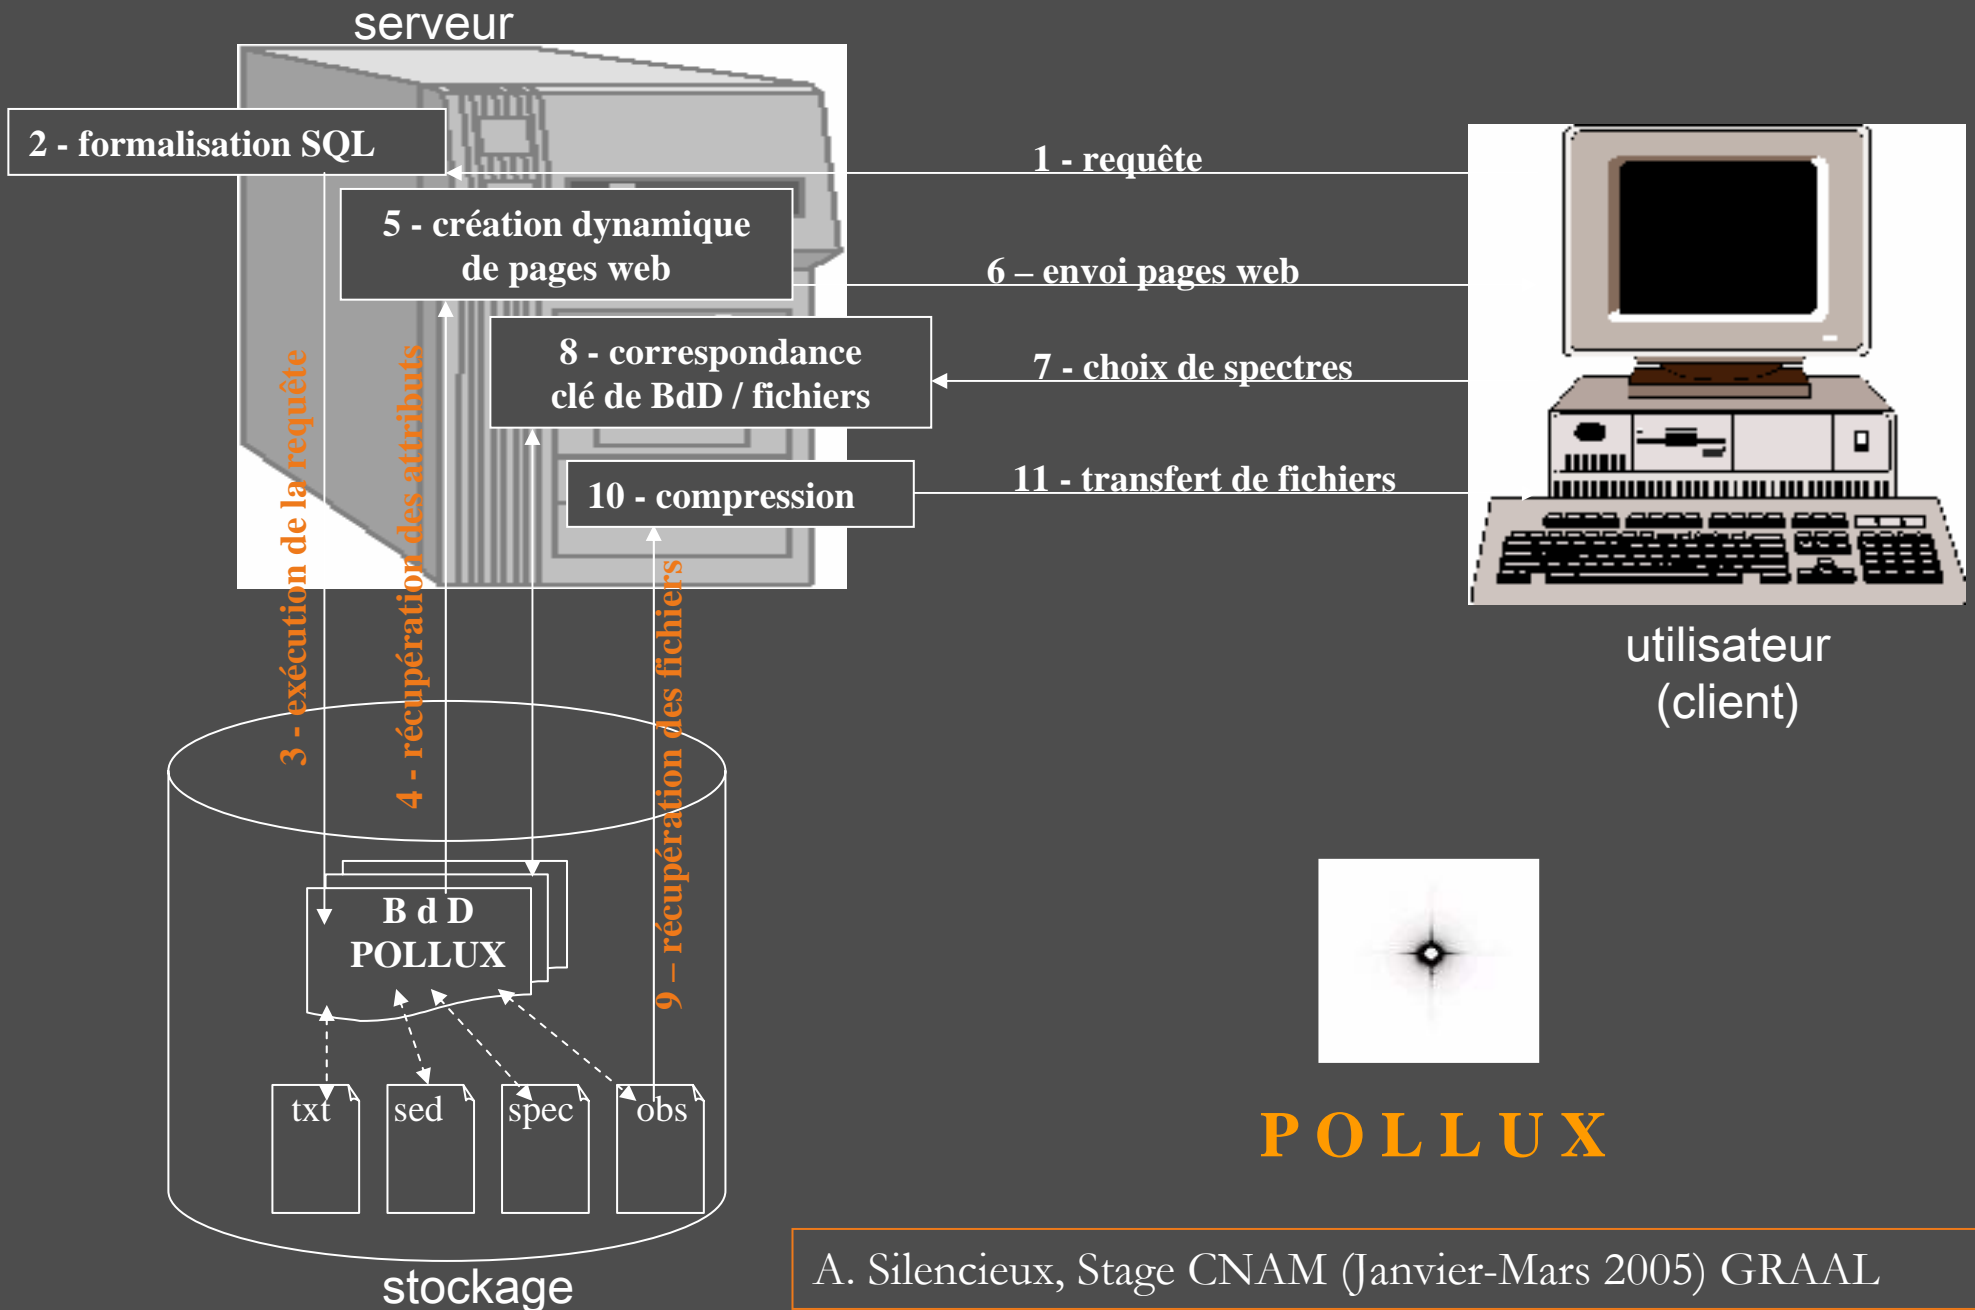 serveur
2 - formalisation SQL
1 - requête
5 - création dynamique
de pages web
6 – envoi pages web
8 - correspondance
clé de BdD / fichiers
7 - choix de spectres
10 - compression
11 - transfert de fichiers
3 - exécution de la requête
4 - récupération des attributs
9 – récupération des fichiers
utilisateur
(client)
B d D
POLLUX
txt
sed
spec
obs
P O L L U X
stockage
A. Silencieux, Stage CNAM (Janvier-Mars 2005) GRAAL